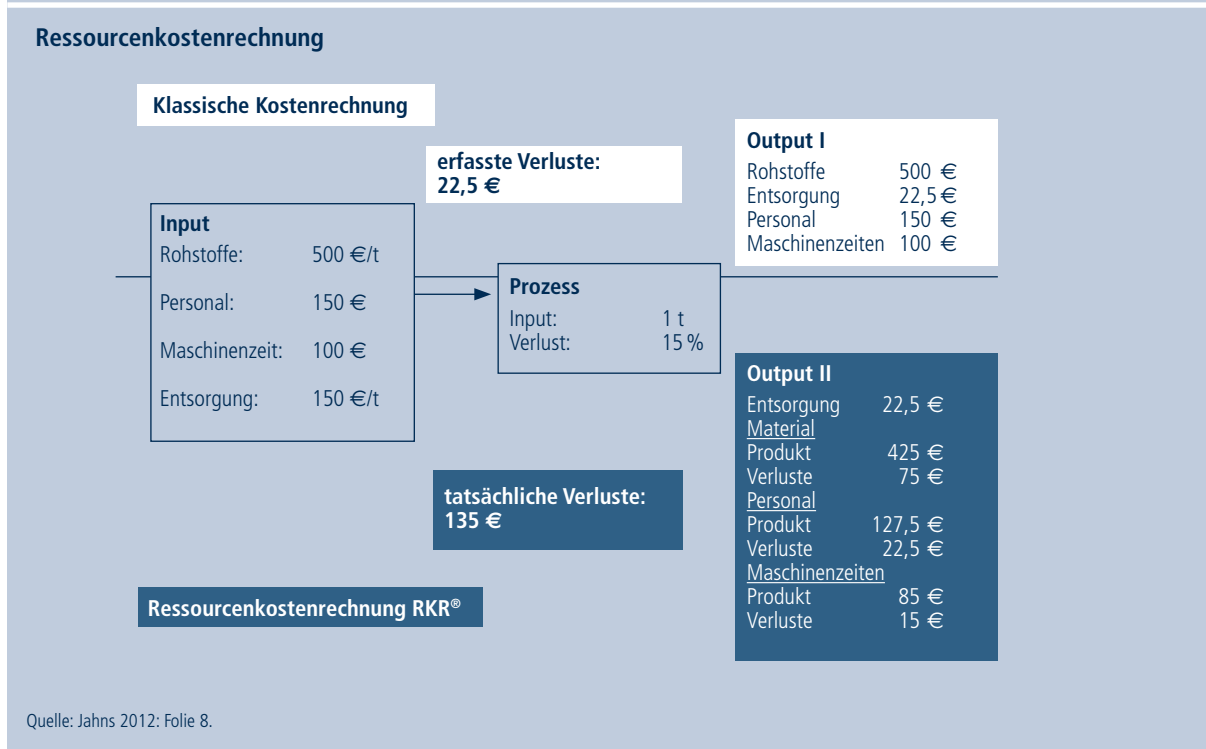 Ressourcenkostenrechnung
Klassische Kostenrechnung
erfasste Verluste:
22,5 €
Output I
Rohstoffe 500 €
Entsorgung 22,5 €
Personal 150 €
Maschinenzeiten 100 €
Input
Rohstoffe: 500 €/t
Personal: 150 €
Maschinenzeit: 100 €
Entsorgung: 150 €/t
Prozess
Input: 1 t
Verlust: 15 %
Output II
Entsorgung 22,5 €
Material
Produkt 425 €
Verluste 75 €
Personal
Produkt 127,5 €
Verluste 22,5 €
Maschinenzeiten
Produkt 85 €
Verluste 15 €
tatsächliche Verluste:
135 €
Ressourcenkostenrechnung RKR®
Quelle: Jahns 2012: Folie 8.